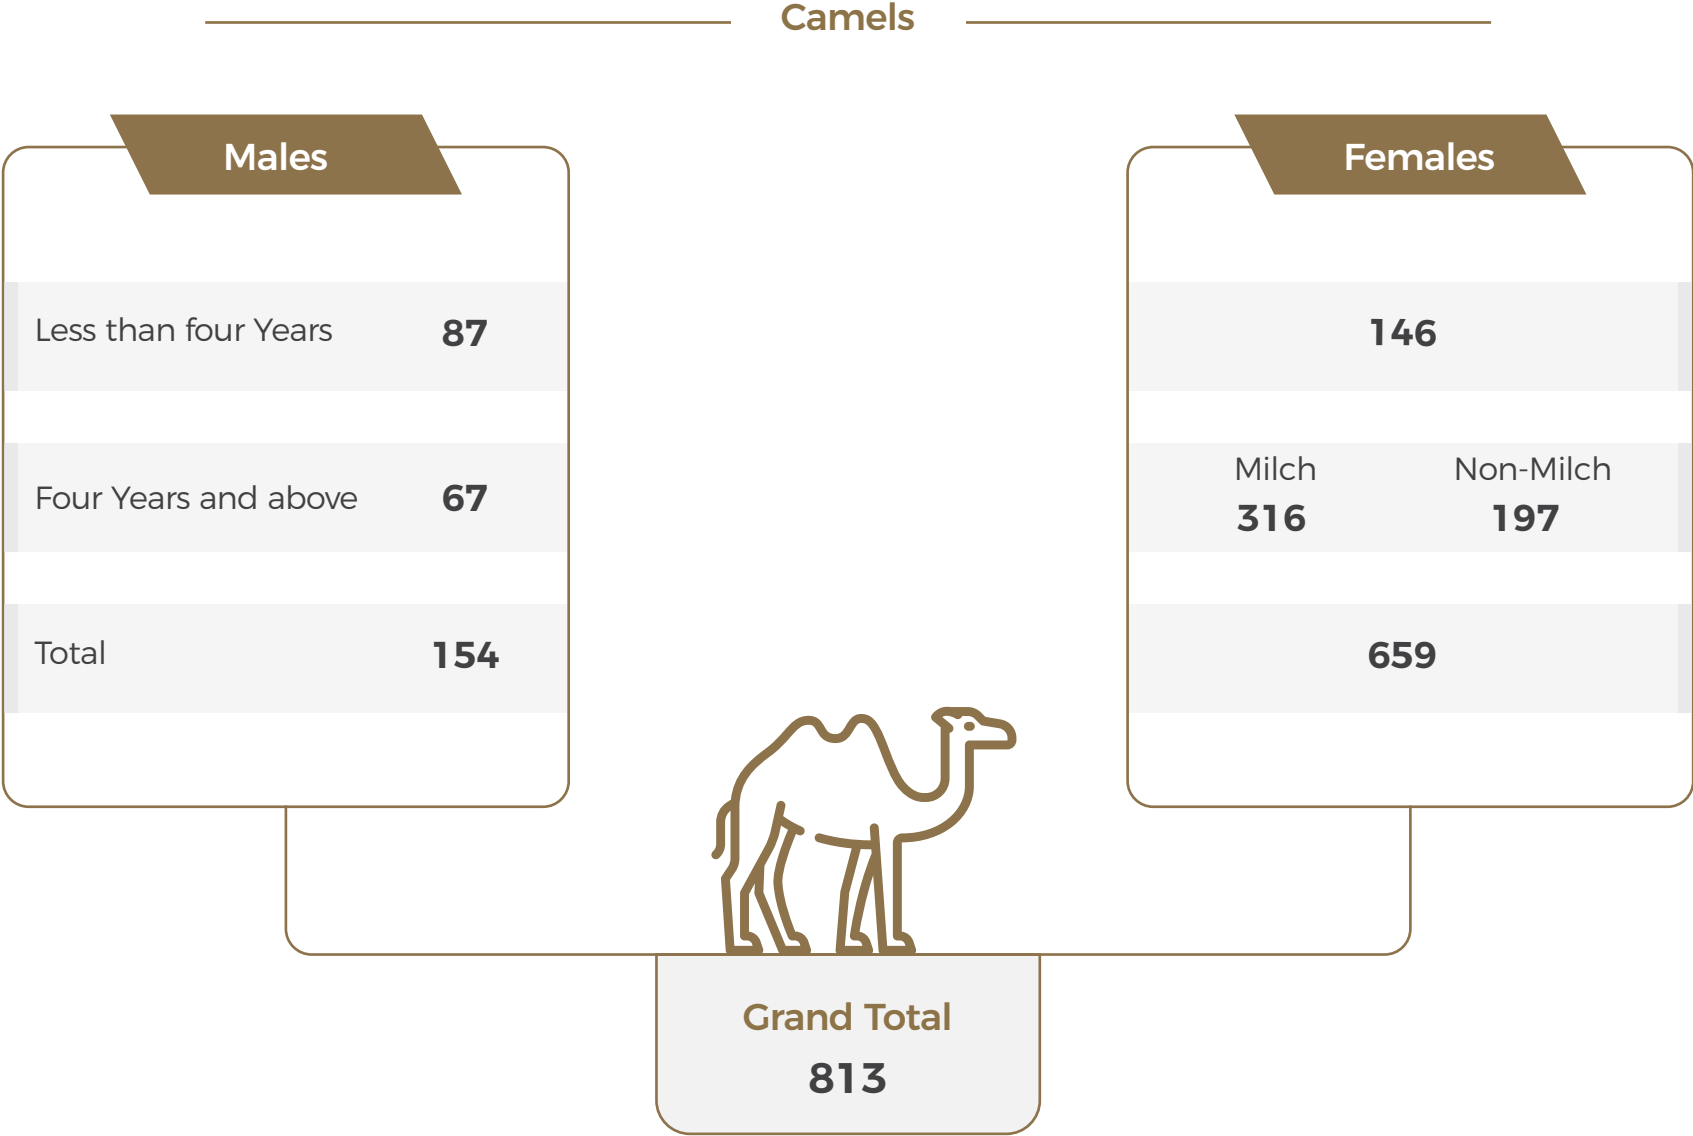 Camels
Males
Less than four Years 87
Four Years and above 67
Total 154
Females
146
Milch Non-Milch
316 197
659
Grand Total
813